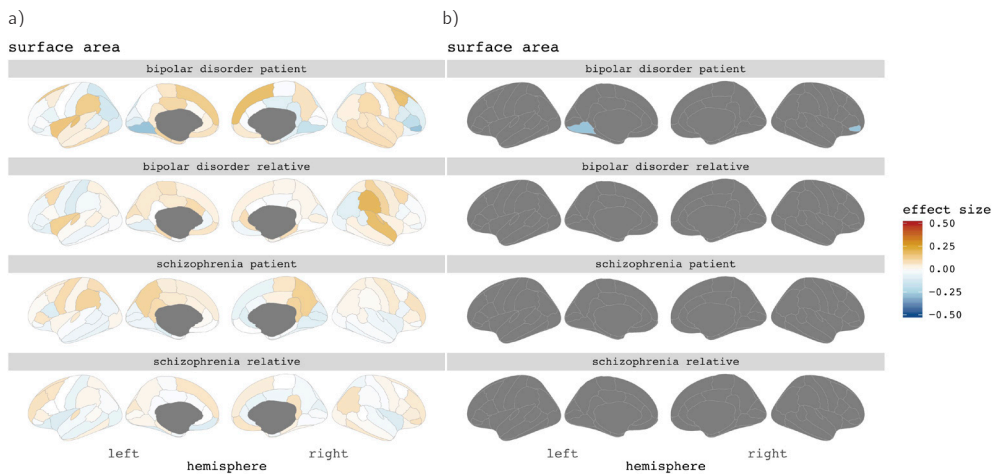 a)
surface area
bipolar disorder patient
bipolar disorder relative
schizophrenia patient
schizophrenia relative
left right
hemisphere
b)
surface area
bipolar disorder patient
bipolar disorder relative
schizophrenia patient
schizophrenia relative
left right
hemisphere
effect size
0.50
0.25
0.00
−0.25
−0.50